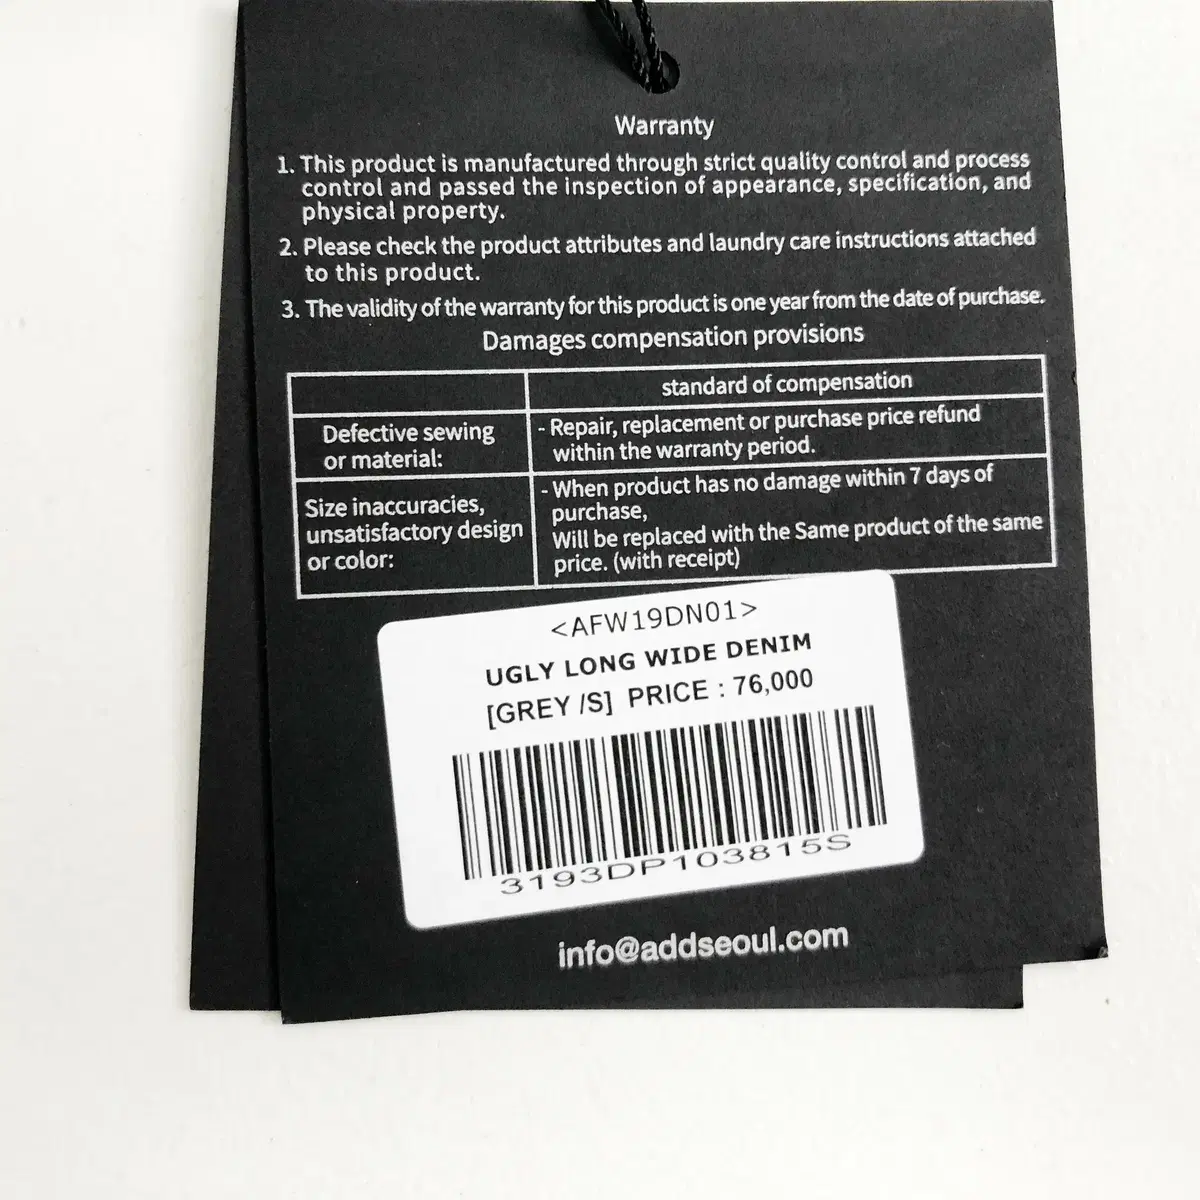 Warranty
1. This product is manufactured through strict quality control and process
control and passed the inspection of appearance, specification, and
physical property.
2. Please check the product attributes and laundry care instructions attached
to this product.
3. The validity of the warranty for this product is one year from the date of purchase.
Damages compensation provisions
standard of compensation
Defective sewing
or material:
- Repair, replacement or purchase price refund
within the warranty period.
Size inaccuracies,
unsatisfactory design
or color:
- When product has no damage within 7 days of
purchase,
Will be replaced with the Same product of the same
price. (with receipt)
<AFW19DN01>
UGLY LONG WIDE DENIM
[GREY /S] PRICE : 76,000
3193DP103815S
info@addseoul.com